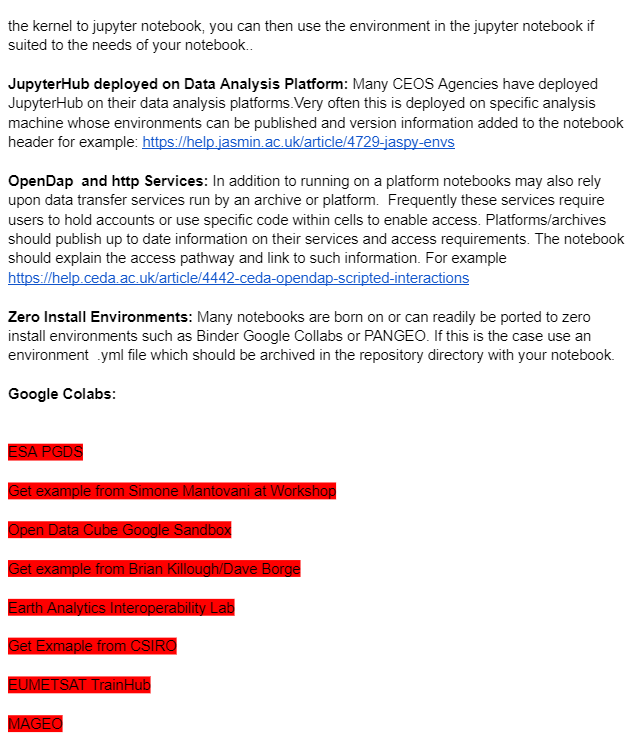 the kernel to jupyter notebook, you can then use the environment in the jupyter notebook if
suited to the needs of your notebook..
JupyterHub deployed on Data Analysis Platform: Many CEOS Agencies have deployed
JupyterHub on their data analysis platforms.Very often this is deployed on specific analysis
machine whose environments can be published and version information added to the notebook
header for example: https://help.jasmin.ac.uk/article/4729-jaspy-envs
OpenDap  and http Services: In addition to running on a platform notebooks may also rely
upon data transfer services run by an archive or platform.  Frequently these services require
users to hold accounts or use specific code within cells to enable access. Platforms/archives
should publish up to date information on their services and access requirements. The notebook
should explain the access pathway and link to such information. For example
https://help.ceda.ac.uk/article/4442-ceda-opendap-scripted-interactions
Zero Install Environments: Many notebooks are born on or can readily be ported to zero
install environments such as Binder Google Collabs or PANGEO. If this is the case use an
environment  .yml file which should be archived in the repository directory with your notebook.
Google Colabs:
ESA PGDS
Get example from Simone Mantovani at Workshop
Open Data Cube Google Sandbox
Get example from Brian Killough/Dave Borge
Earth Analytics Interoperability Lab
Get Exmaple from CSIRO
EUMETSAT TrainHub
MAGEO